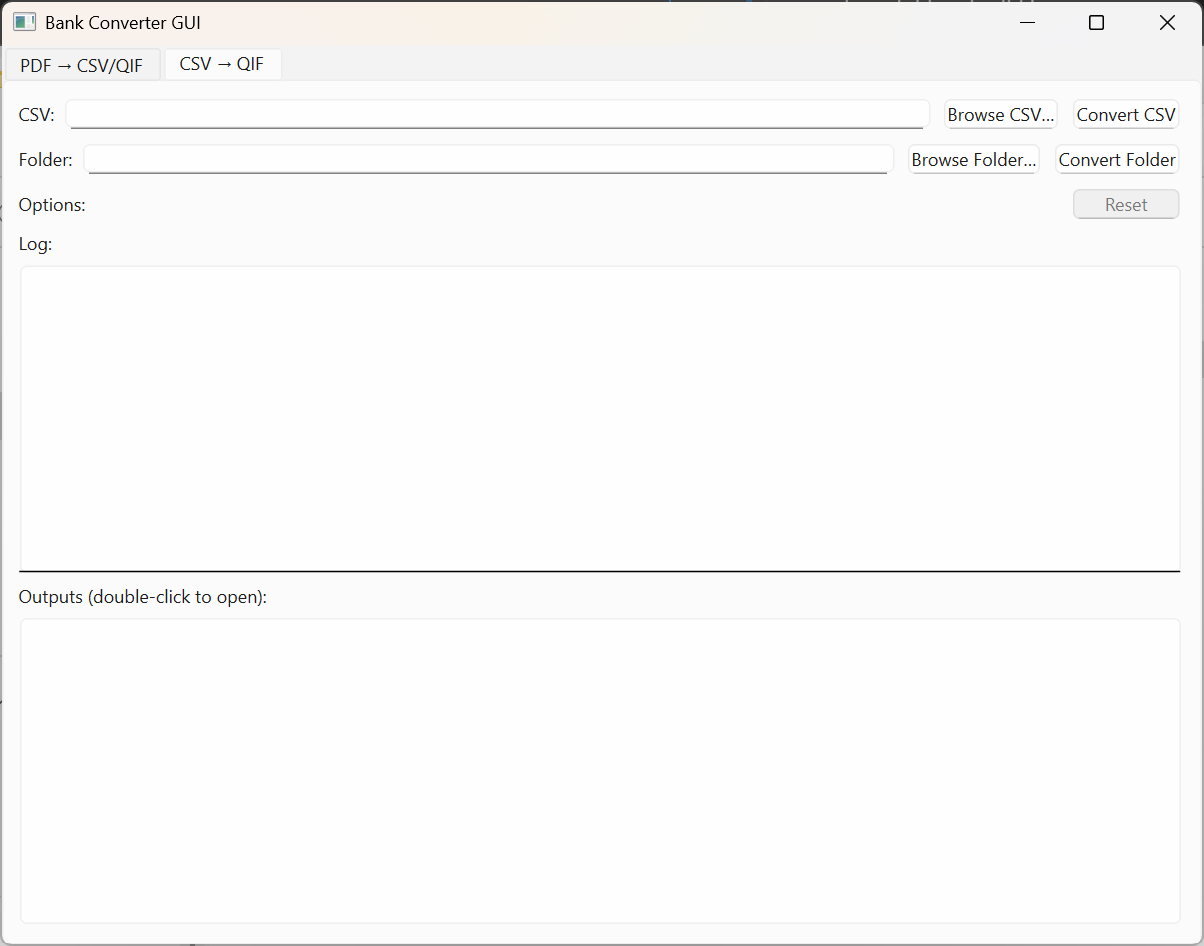 Bank Converter GUI
PDF → CSV/QIF CSV → QIF
CSV: Browse CSV... Convert CSV
Folder: Browse Folder... Convert Folder
Options: Reset
Log:
Outputs (double-click to open):